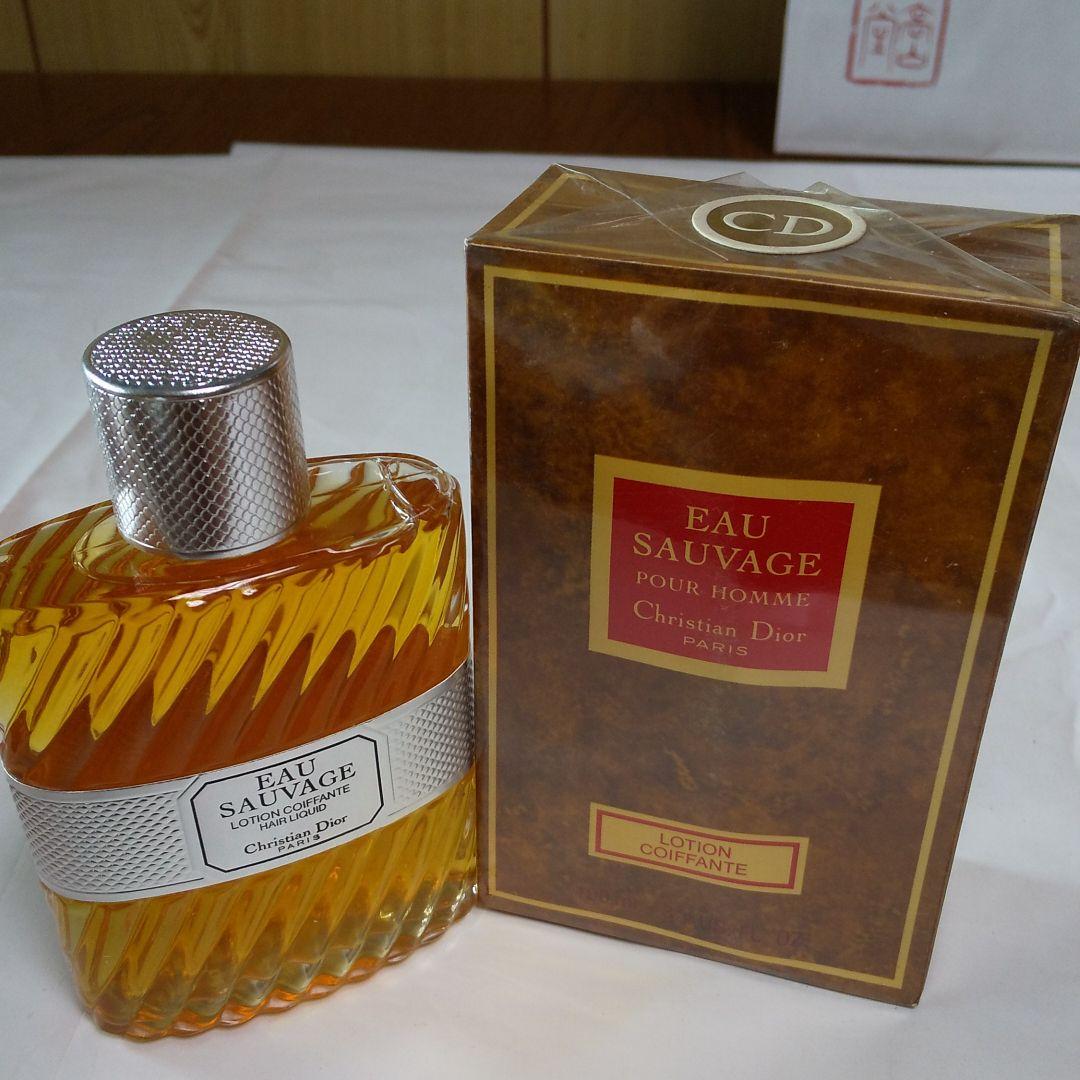 CD
EAU
SAUVAGE
POUR HOMME
Christian Dior
PARIS
LOTION
COIFFANTE
EAU
SAUVAGE
LOTION COIFFANTE
HAIR LIQUID
Christian Dior
PARIS